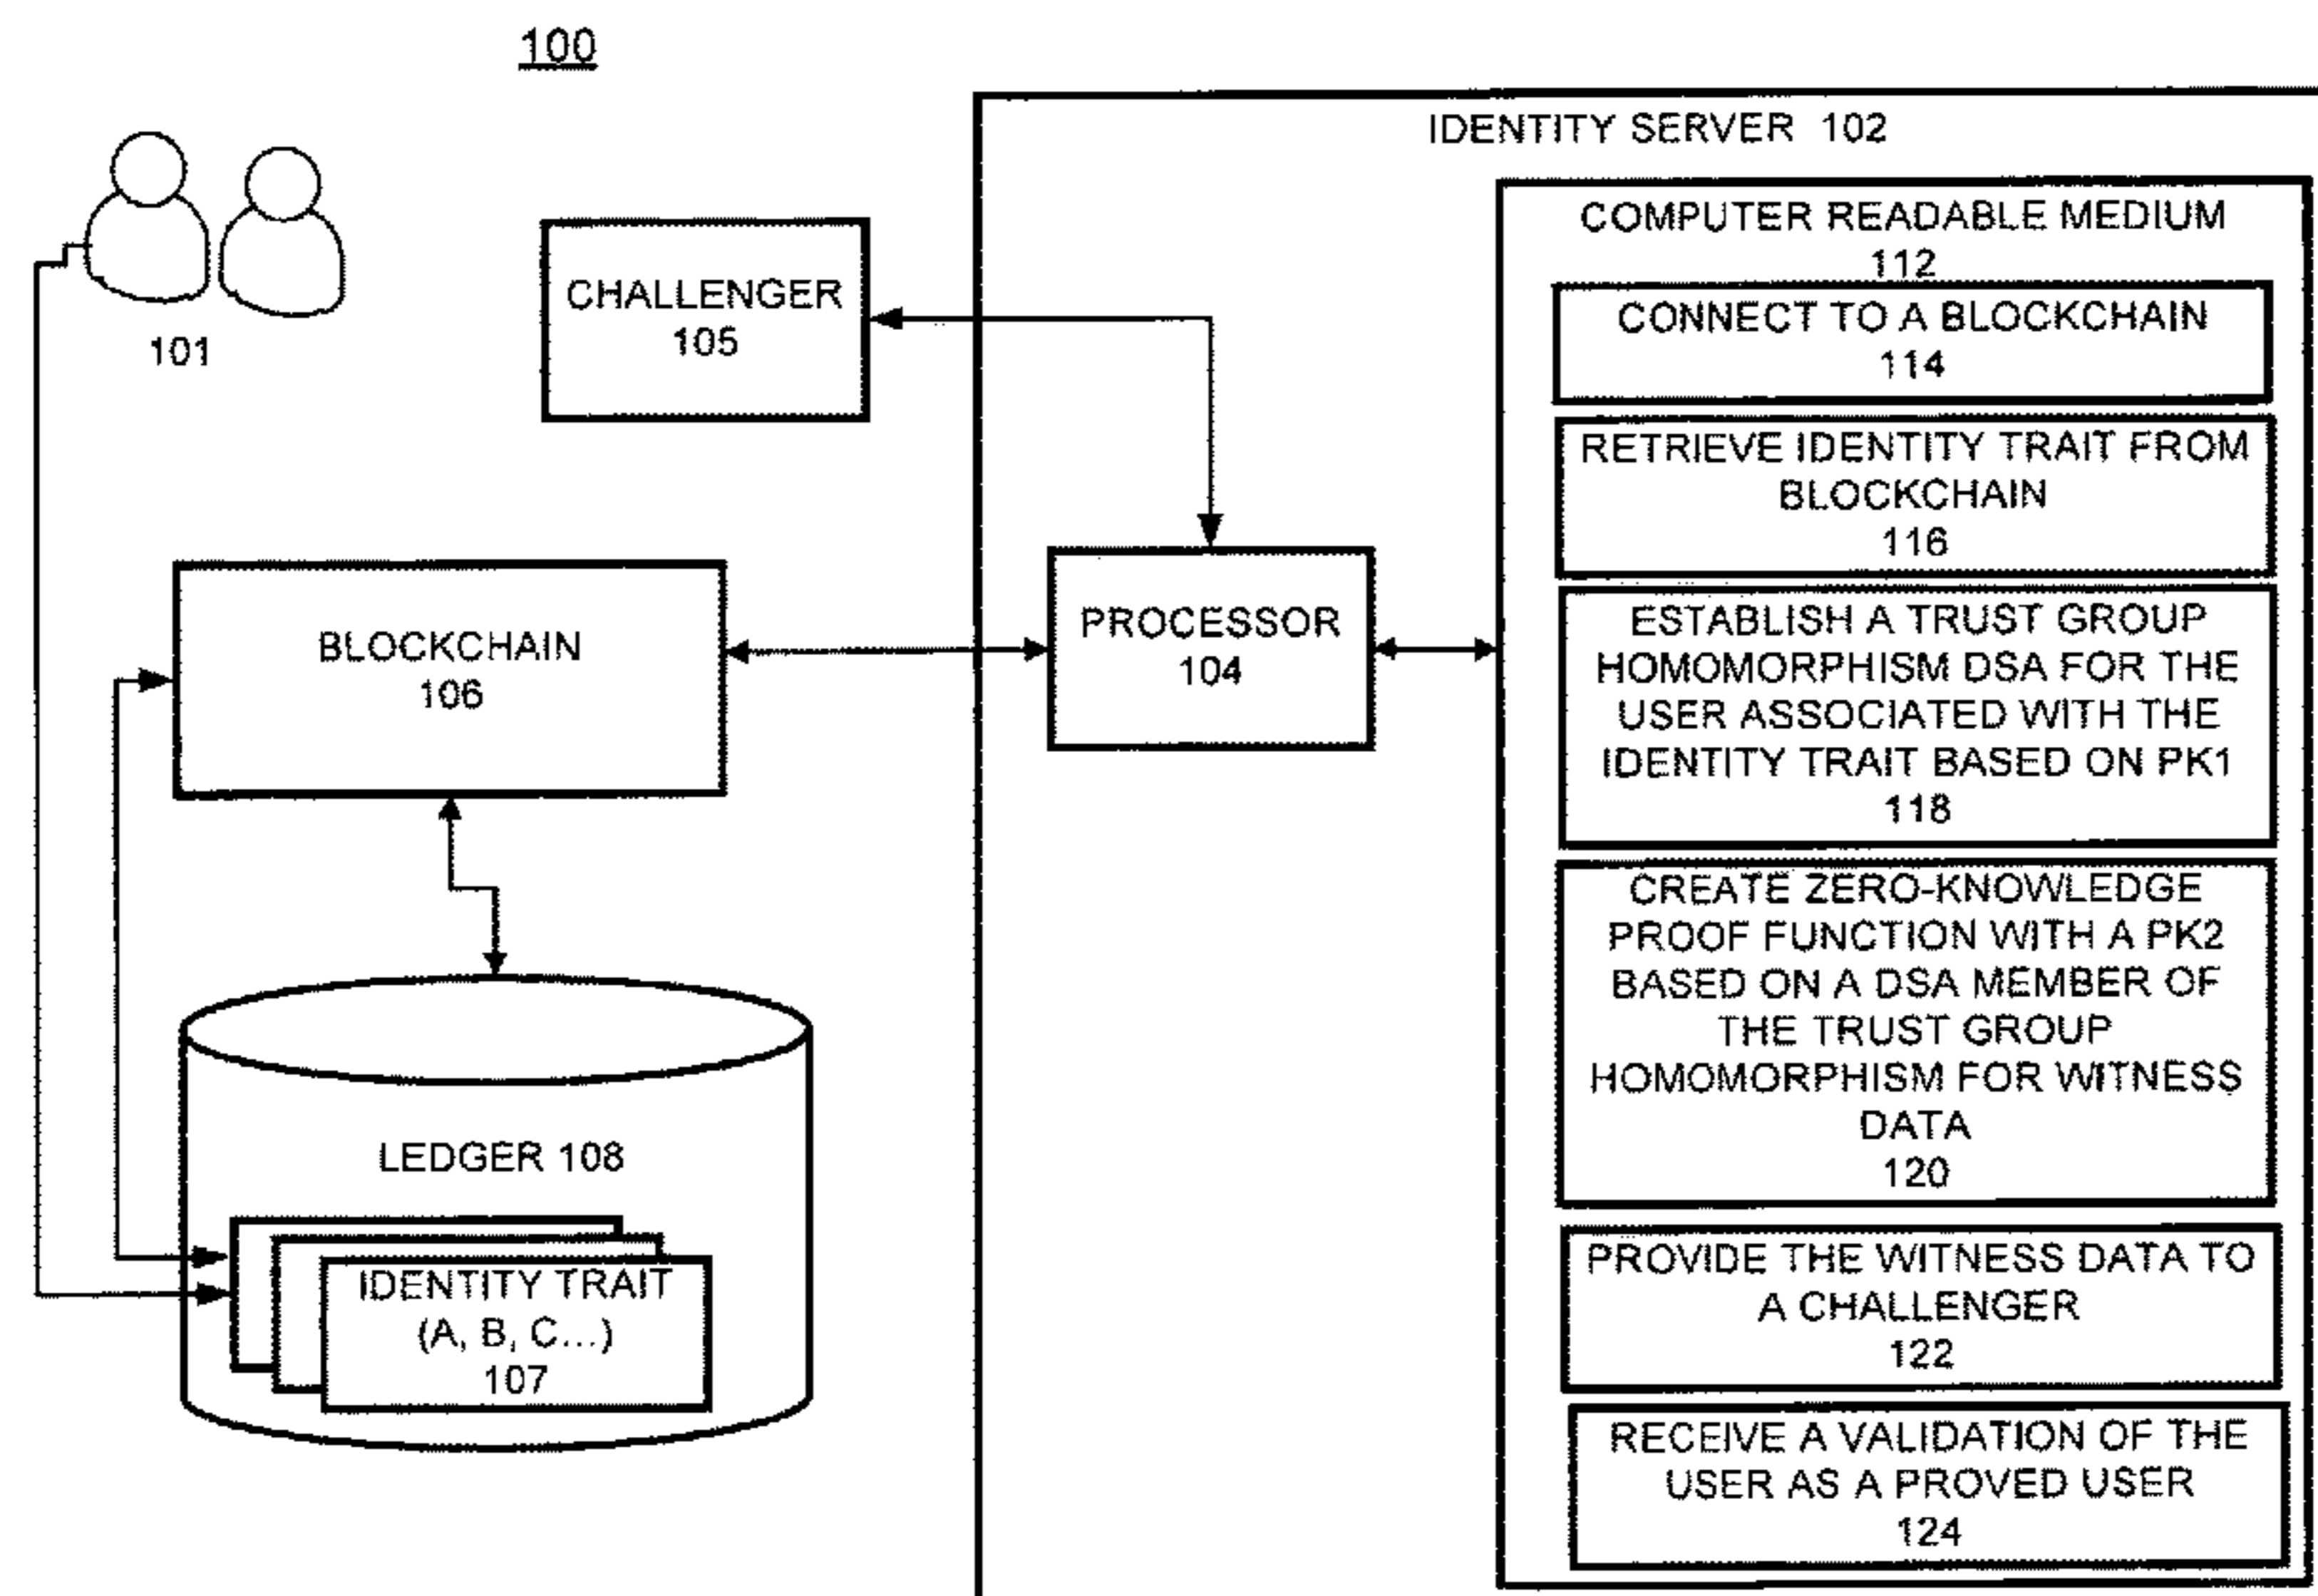 100
IDENTITY SERVER 102
101
CHALLENGER
105
BLOCKCHAIN
106
PROCESSOR
104
LEDGER 108
IDENTITY TRAIT
(A, B, C...)
107
COMPUTER READABLE MEDIUM
112
CONNECT TO A BLOCKCHAIN
114
RETRIEVE IDENTITY TRAIT FROM
BLOCKCHAIN
116
ESTABLISH A TRUST GROUP
HOMOMORPHISM DSA FOR THE
USER ASSOCIATED WITH THE
IDENTITY TRAIT BASED ON PK1
118
CREATE ZERO-KNOWLEDGE
PROOF FUNCTION WITH A PK2
BASED ON A DSA MEMBER OF
THE TRUST GROUP
HOMOMORPHISM FOR WITNESS
DATA
120
PROVIDE THE WITNESS DATA TO
A CHALLENGER
122
RECEIVE A VALIDATION OF THE
USER AS A PROVED USER
124